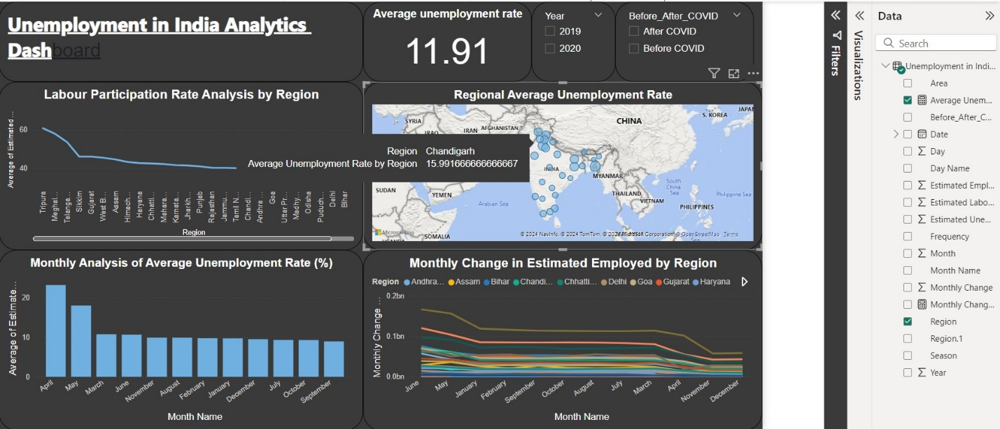 Unemployment in India Analytics
Dashboard
Average unemployment rate
11.91
Year
2019
2020
Before_After_COVID
After COVID
Before COVID
Labour Participation Rate Analysis by Region
Average of Estimated ...
60
40
Tripura
Meghal...
Telanga...
Sikkim
Gujarat
West B...
Assam
Himach...
Haryana
Chhatti...
Mahara...
Karnata...
Jharkh...
Punjab
Rajasthan
Jammu...
Tamil N...
Chandi...
Andhra ...
Goa
Uttar Pr...
Madhy...
Odisha
Puduch...
Delhi
Bihar
Region
Regional Average Unemployment Rate
SYRIA
IRAQ
IRAN
AFGHANISTAN
CHINA
S. KOREA
JAPAN
Region Chandigarh
Average Unemployment Rate by Region 15.991666666666667
INDIA
MYANMAR
SUDAN
YEMEN
Arabian Sea
THAILAND
VIETNAM
South
China
Sea
PHILIPPINES
Philippine Sea
SOMALIA
Microsoft Bing
© 2024 NavInfo, © 2024 TomTom, © 2024 Microsoft Corporation, © OpenStreetMap Terms
Monthly Analysis of Average Unemployment Rate (%)
Average of Estimate...
20
10
0
April
May
March
June
November
August
February
January
December
July
October
September
Month Name
Monthly Change in Estimated Employed by Region
Region Andhra... Assam Bihar Chandi... Chhatti... Delhi Goa Gujarat Haryana
Monthly Change ...
0.2bn
0.1bn
0.0bn
June
May
January
February
September
October
August
July
March
April
November
December
Month Name
Filters
Visualizations
Data
Search
Unemployment in Indi...
Area
Average Unem...
Before_After_C...
Date
Day
Day Name
Estimated Empl...
Estimated Labo...
Estimated Une...
Frequency
Month
Month Name
Monthly Change
Monthly Chang...
Region
Region.1
Season
Year